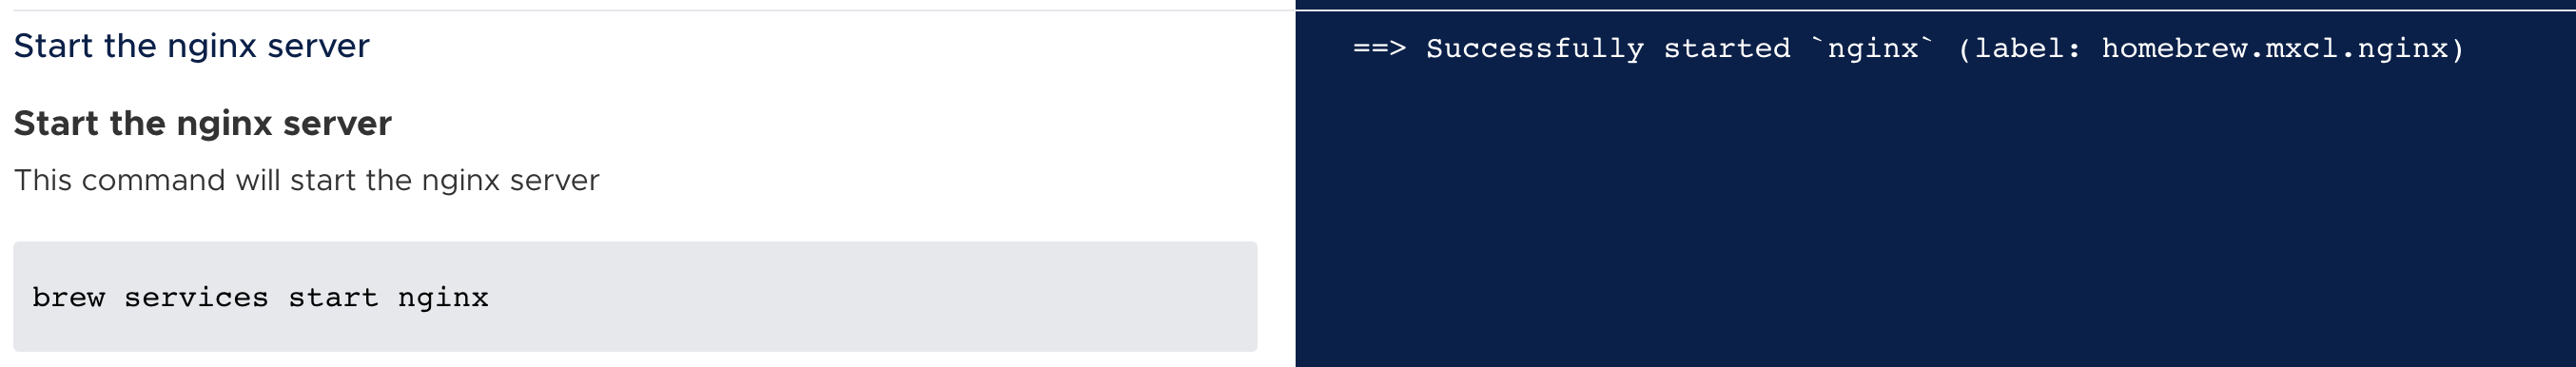 Start the nginx server
Start the nginx server
This command will start the nginx server
brew services start nginx
==> Successfully started `nginx` (label: homebrew.mxcl.nginx)